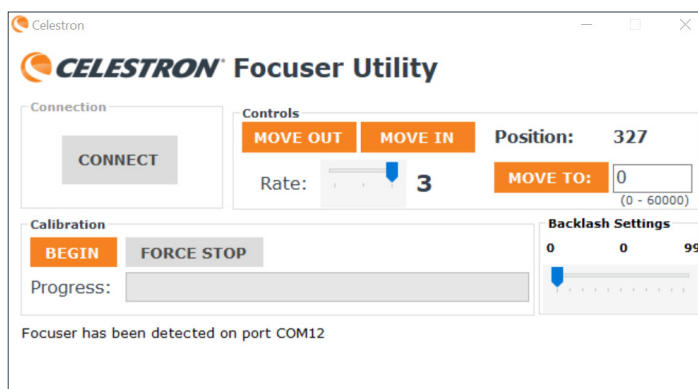 Celestron
CELESTRON Focuser Utility
Connection
CONNECT
Controls
MOVE OUT MOVE IN
Rate: 3
Position: 327
MOVE TO: 0
(0 - 60000)
Calibration
BEGIN FORCE STOP
Progress:
Backlash Settings
0 0 99
Focuser has been detected on port COM12